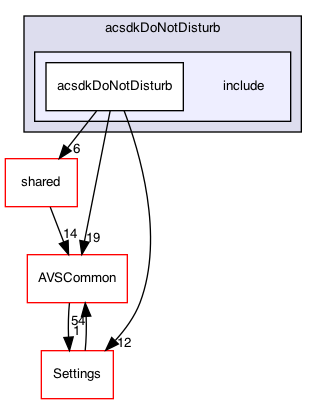 acsdkDoNotDisturb
acsdkDoNotDisturb
include
6
shared
14
19
AVSCommon
54
1
12
Settings